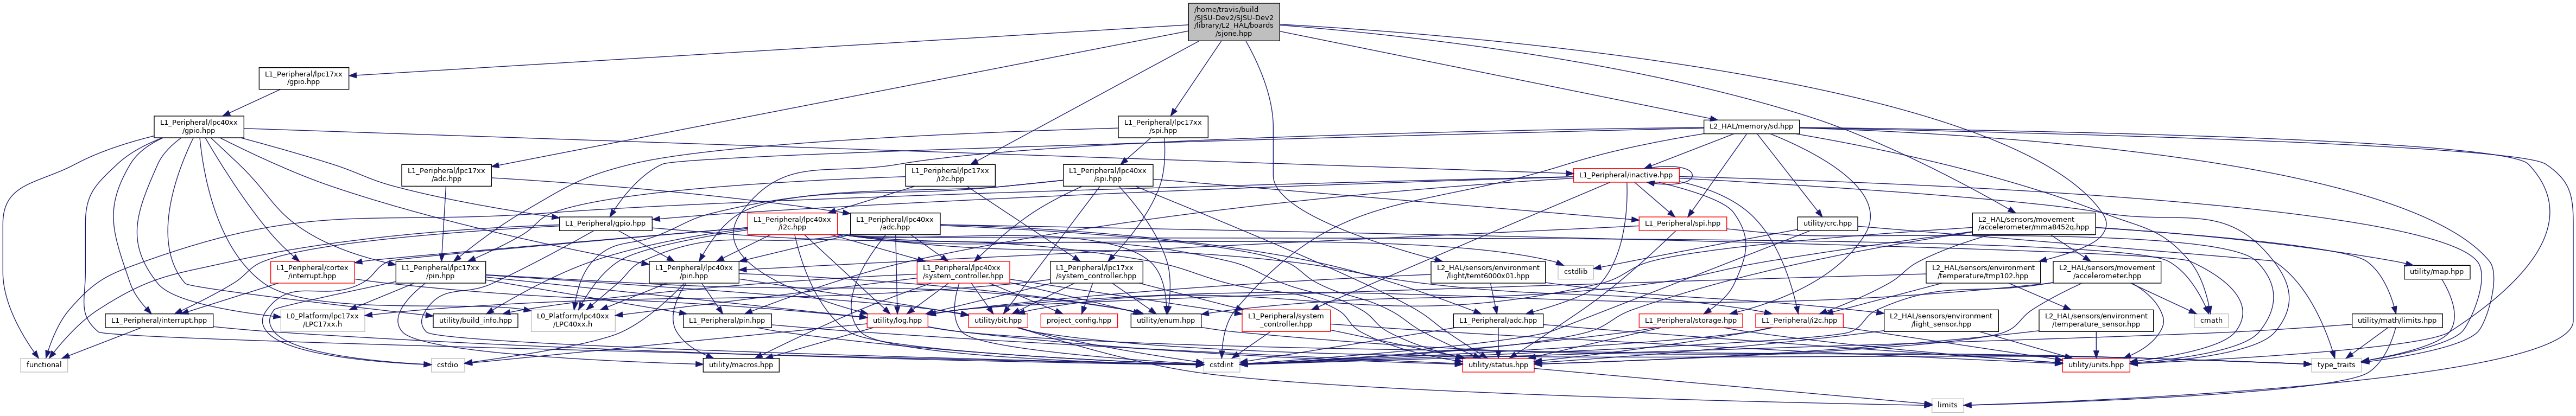 /home/travis/build
/SJSU-Dev2/SJSU-Dev2
/library/L2_HAL/boards
/sjone.hpp
L1_Peripheral/lpc17xx
/gpio.hpp
L1_Peripheral/lpc40xx
/gpio.hpp
L1_Peripheral/lpc17xx
/spi.hpp
L2_HAL/memory/sd.hpp
L1_Peripheral/lpc17xx
/adc.hpp
L1_Peripheral/lpc17xx
/i2c.hpp
L1_Peripheral/lpc40xx
/spi.hpp
L1_Peripheral/inactive.hpp
L1_Peripheral/gpio.hpp
L1_Peripheral/lpc40xx
/i2c.hpp
L1_Peripheral/lpc40xx
/adc.hpp
L1_Peripheral/spi.hpp
utility/crc.hpp
L2_HAL/sensors/movement
/accelerometer/mma8452q.hpp
L1_Peripheral/cortex
/interrupt.hpp
L1_Peripheral/lpc17xx
/pin.hpp
L1_Peripheral/lpc40xx
/pin.hpp
L1_Peripheral/lpc40xx
/system_controller.hpp
L1_Peripheral/lpc17xx
/system_controller.hpp
L2_HAL/sensors/environment
/light/temt6000x01.hpp
cstdlib
L2_HAL/sensors/environment
/temperature/tmp102.hpp
L2_HAL/sensors/movement
/accelerometer.hpp
utility/map.hpp
L1_Peripheral/interrupt.hpp
L0_Platform/lpc17xx
/LPC17xx.h
utility/build_info.hpp
L0_Platform/lpc40xx
/LPC40xx.h
L1_Peripheral/pin.hpp
utility/log.hpp
utility/bit.hpp
project_config.hpp
utility/enum.hpp
L1_Peripheral/system
_controller.hpp
L1_Peripheral/adc.hpp
L1_Peripheral/storage.hpp
L1_Peripheral/i2c.hpp
L2_HAL/sensors/environment
/light_sensor.hpp
L2_HAL/sensors/environment
/temperature_sensor.hpp
cmath
utility/math/limits.hpp
functional
cstdio
utility/macros.hpp
cstdint
utility/status.hpp
utility/units.hpp
type_traits
limits